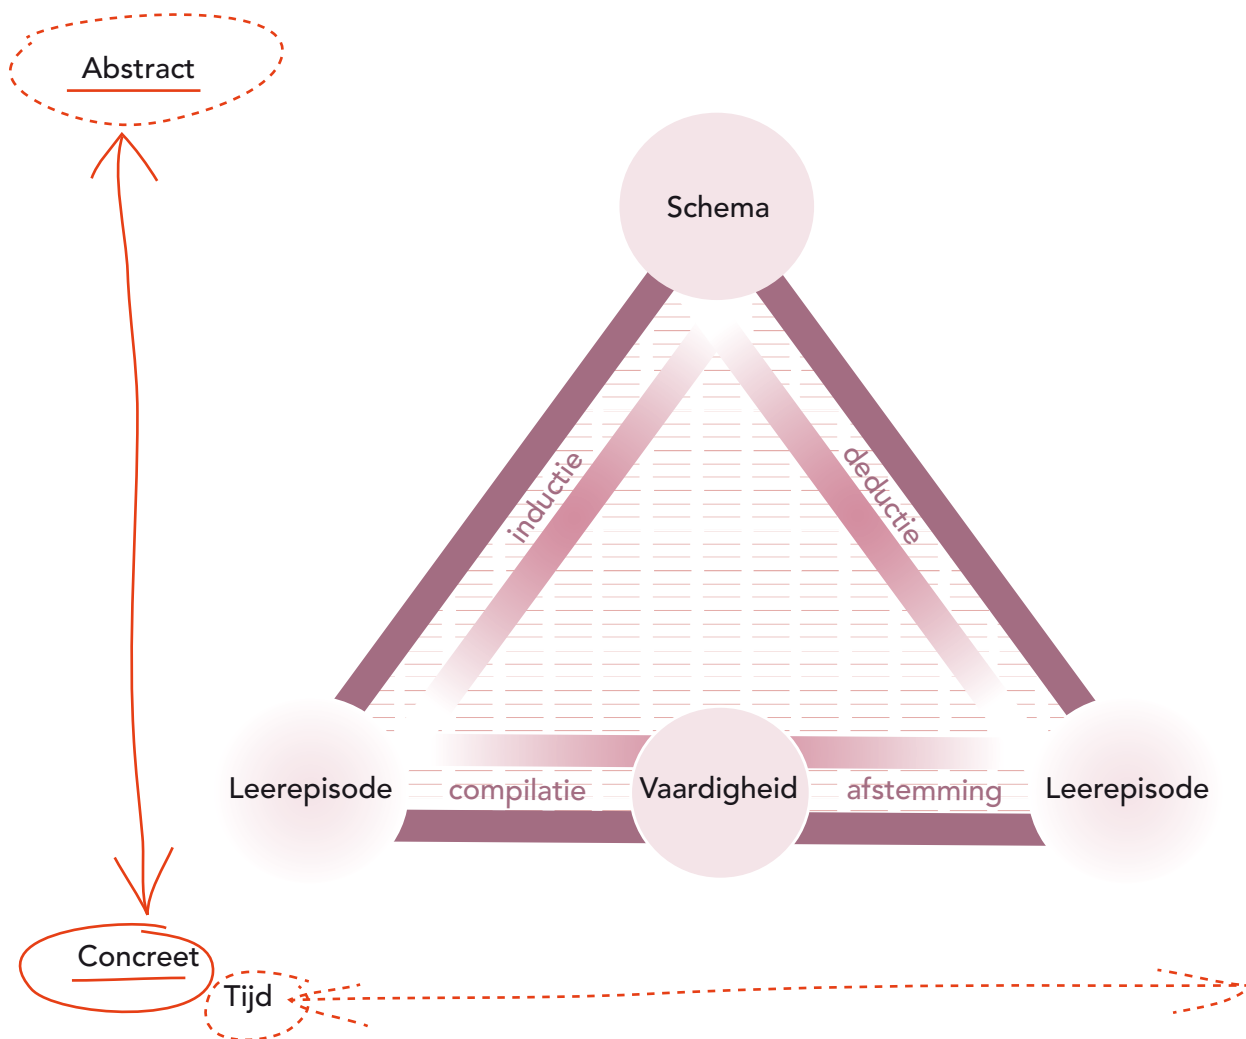 Abstract
Schema
inductie
deductie
Leerepisode
compilatie
Vaardigheid
afstemming
Leerepisode
Concreet
Tijd